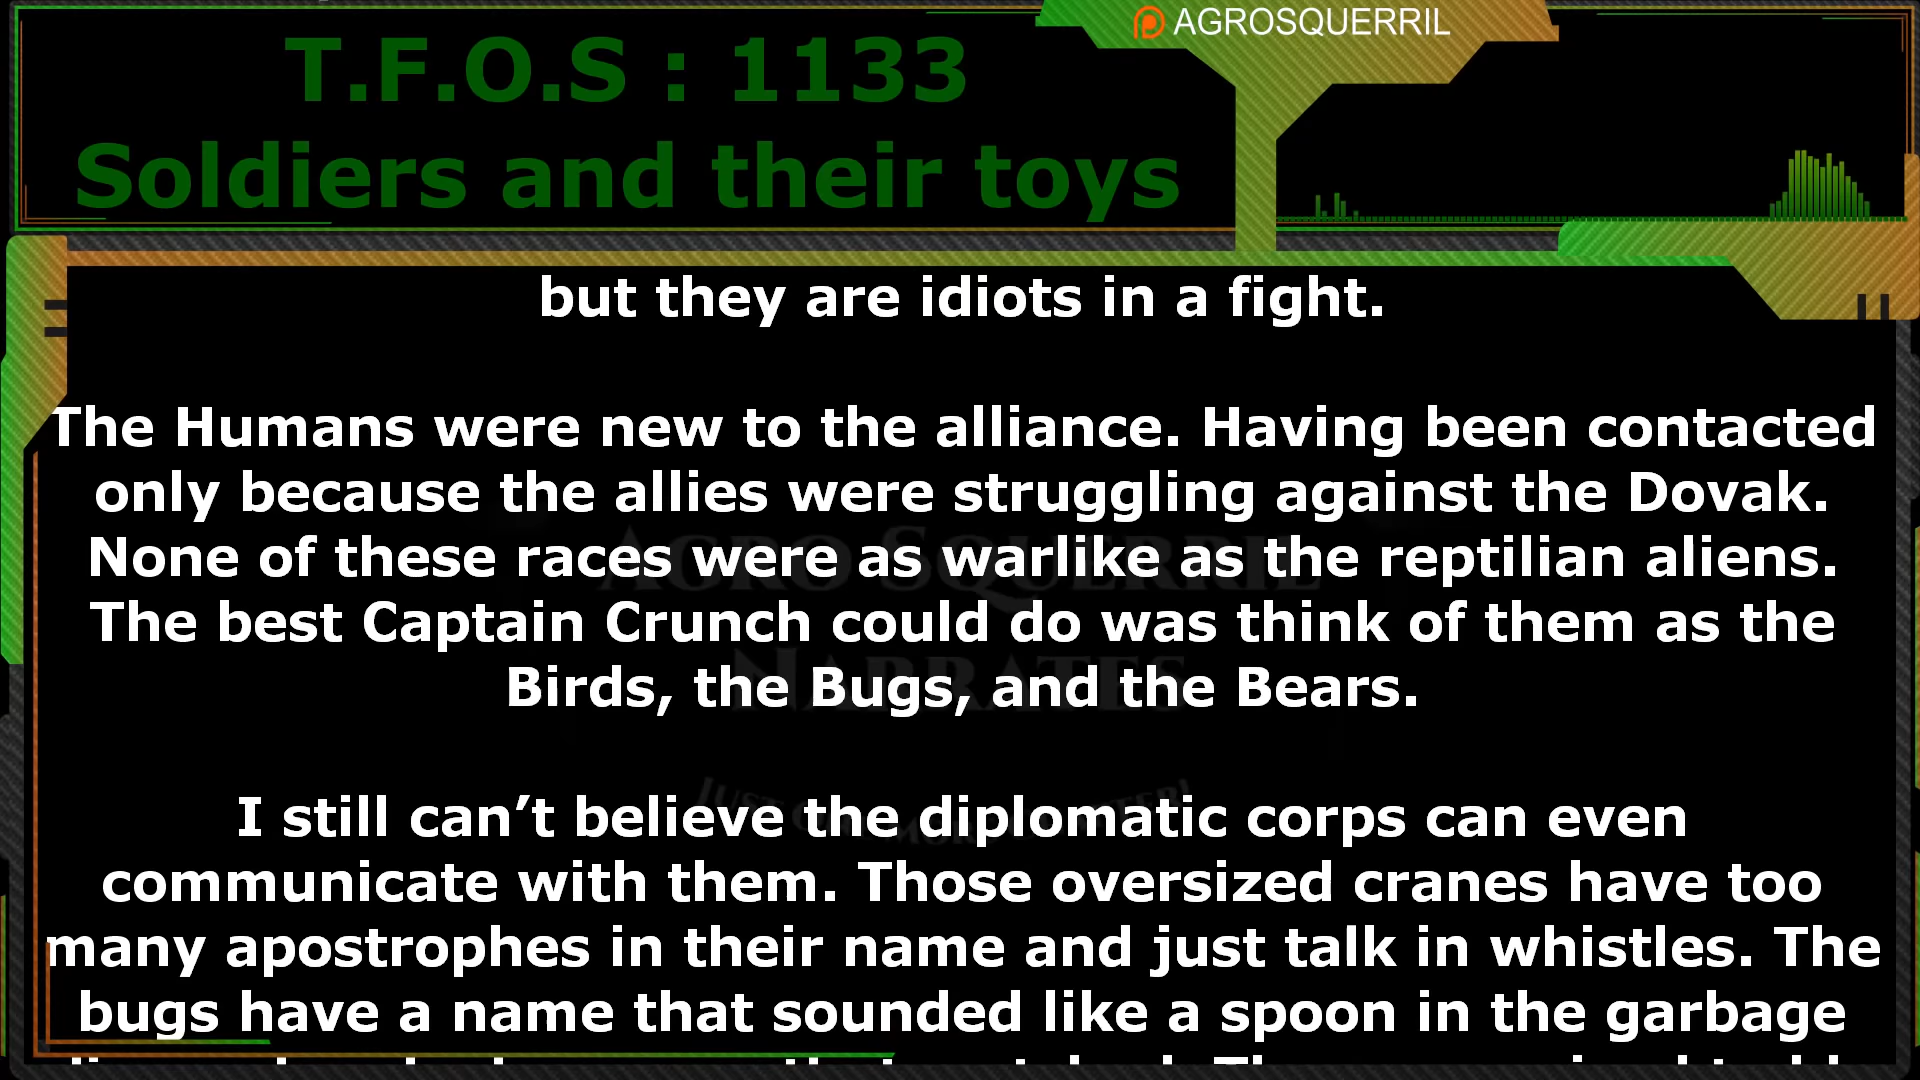 AGROSQUERRIL
T.F.O.S : 1133
Soldiers and their toys
but they are idiots in a fight.
The Humans were new to the alliance. Having been contacted
only because the allies were struggling against the Dovak.
None of these races were as warlike as the reptilian aliens.
The best Captain Crunch could do was think of them as the
Birds, the Bugs, and the Bears.
I still can’t believe the diplomatic corps can even
communicate with them. Those oversized cranes have too
many apostrophes in their name and just talk in whistles. The
bugs have a name that sounded like a spoon in the garbage
AGRO SQUERRIL
NARRATES